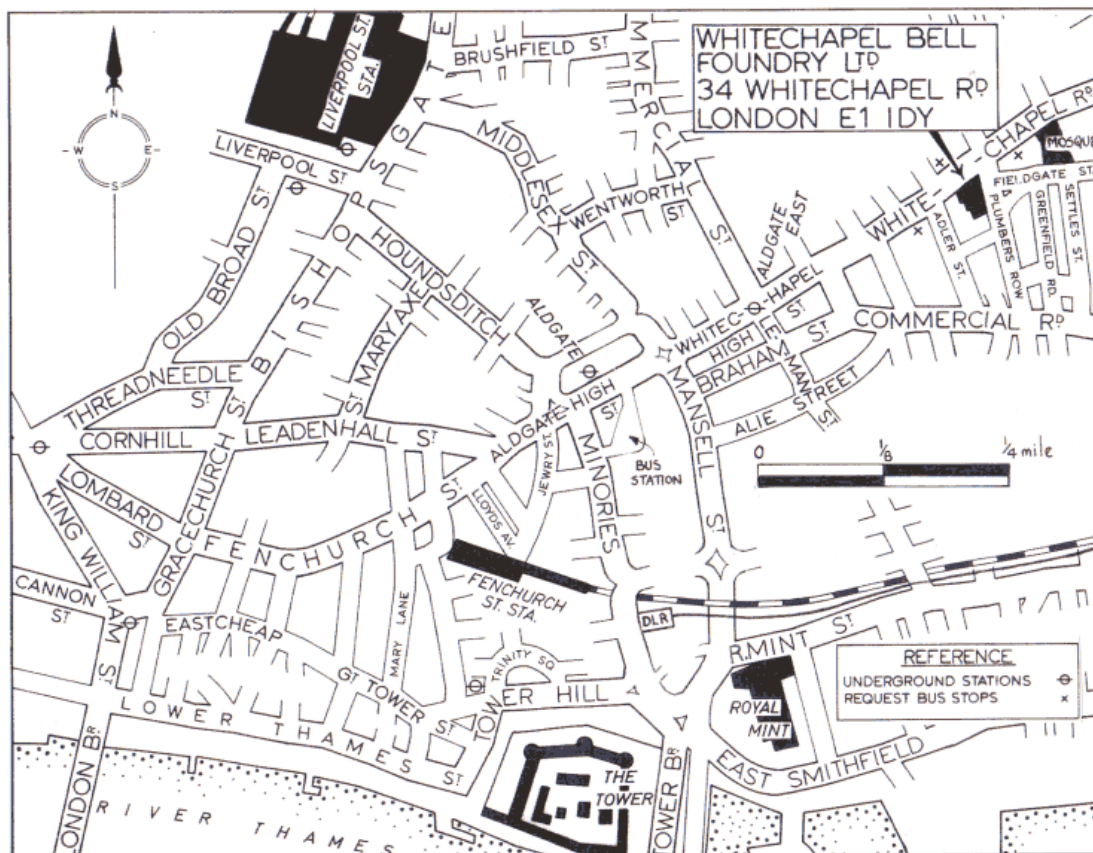 WHITECHAPEL BELL
FOUNDRY LTD
34 WHITECHAPEL RD
LONDON E1 1DY
N
W
E
S
LIVERPOOL ST.
STA.
BRUSHFIELD ST
MMERCIA
LIVERPOOL ST
BISHOPSGATE
MIDDLESEX ST
WENTWORTH
ST
ST
ALDGATE
EAST
WHITE-CHAPEL RD
MOSQUE
FIELDGATE ST.
ADLER ST.
PLUMBERS ROW
GREENFIELD RD.
SETTLES ST.
OLD BROAD ST
HOUNDSDITCH
ST MARY AXE
ALDGATE
WHITEC-HAPEL
HIGH ST
BRAHAM ST
LEMAN ST
COMMERCIAL RD
ALIE STREET
THREADNEEDLE
ST
CORNHILL
LEADENHALL ST
ALDGATE HIGH ST
JEWRY ST.
MINORIES
BUS
STATION
MANSELL ST
0 1/8 1/4 mile
LOMBARD
ST
KING WILLIAM ST
GRACECHURCH ST
FENCHURCH ST
LLOYDS AV.
FENCHURCH
ST. STA.
CANNON
ST
EASTCHEAP
MARY LANE
GT TOWER
ST
TRINITY SQ
TOWER HILL
DLR
R.MINT ST
ROYAL
MINT
REFERENCE
UNDERGROUND STATIONS
REQUEST BUS STOPS x
LOWER THAMES ST
EAST SMITHFIELD
THE
TOWER
TOWER BR
LONDON BR
RIVER THAMES